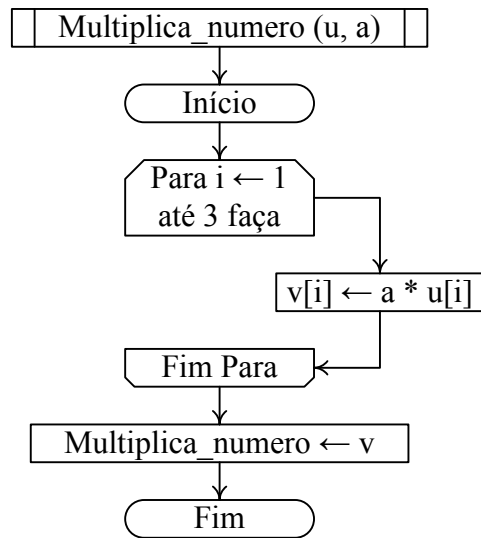 Multiplica_numero (u, a)
Início
Para i ← 1
até 3 faça
v[i] ← a * u[i]
Fim Para
Multiplica_numero ← v
Fim